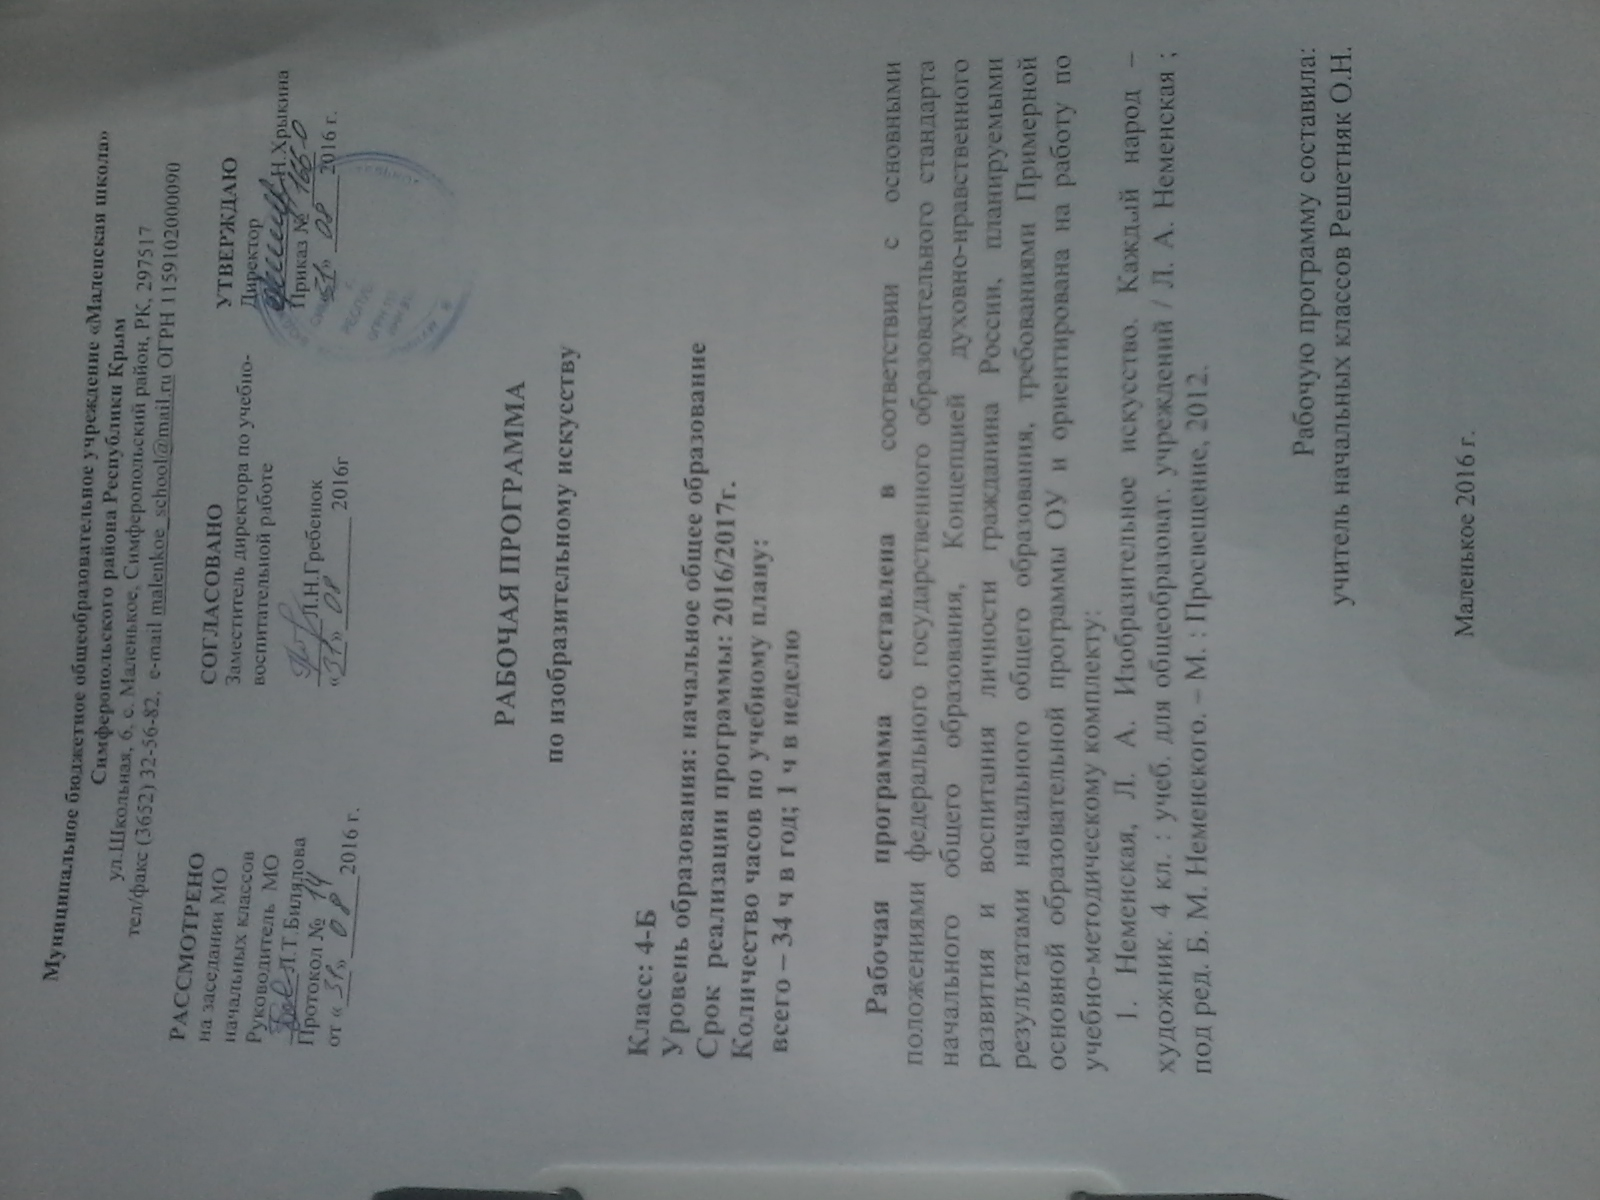 Муниципальное бюджетное общеобразовательное учреждение «Маленская школа»
Симферопольского района Республики Крым
ул.Школьная, 6, с. Маленькое, Симферопольский район, РК, 297517
тел/факс (3652) 32-56-82, e-mail malenkoe_school@mail.ru ОГРН 1159102000090
РАССМОТРЕНО
на заседании МО
начальных классов
Руководитель МО
Л.Т.Билялова
Протокол № 14
от «31» 08 2016 г.
СОГЛАСОВАНО
Заместитель директора по учебно-
воспитательной работе
Л.Н.Гребенюк
«31» 08 2016г
УТВЕРЖДАЮ
Директор
Н.Хрыкина
Приказ № 166-О
«31» 08 2016 г.
РАБОЧАЯ ПРОГРАММА
по изобразительному искусству
Класс: 4-Б
Уровень образования: начальное общее образование
Срок реализации программы: 2016/2017г.
Количество часов по учебному плану:
всего – 34 ч в год; 1 ч в неделю
Рабочая программа составлена в соответствии с основными
положениями федерального государственного образовательного стандарта
начального общего образования, Концепцией духовно-нравственного
развития и воспитания личности гражданина России, планируемыми
результатами начального общего образования, требованиями Примерной
основной образовательной программы ОУ и ориентирована на работу по
учебно-методическому комплекту:
1. Неменская, Л. А. Изобразительное искусство. Каждый народ –
художник. 4 кл. : учеб. для общеобразоват. учреждений / Л. А. Неменская ;
под ред. Б. М. Неменского. – М. : Просвещение, 2012.
Рабочую программу составила:
учитель начальных классов Решетняк О.Н.
Маленькое 2016 г.